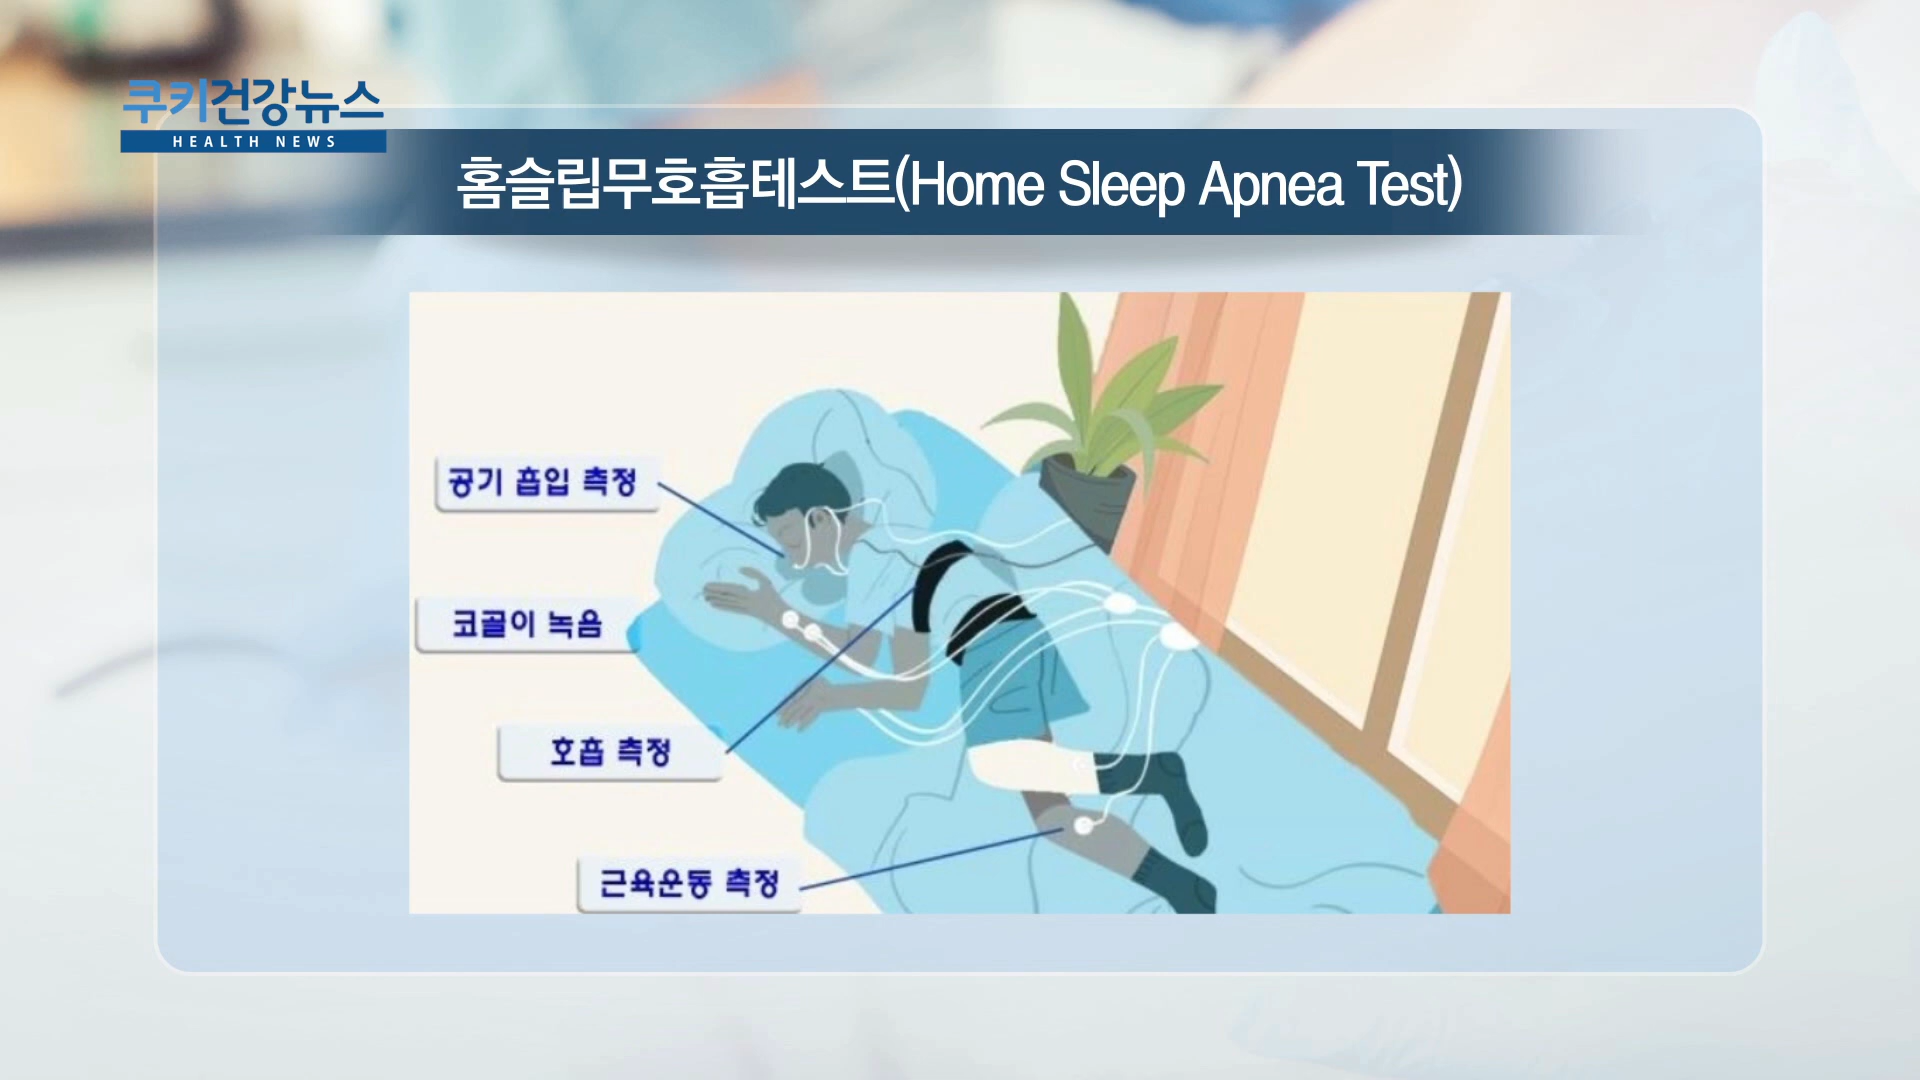 쿠키건강뉴스
HEALTH NEWS
홈슬립무호흡테스트(Home Sleep Apnea Test)
공기 흡입 측정
코골이 녹음
호흡 측정
근육운동 측정